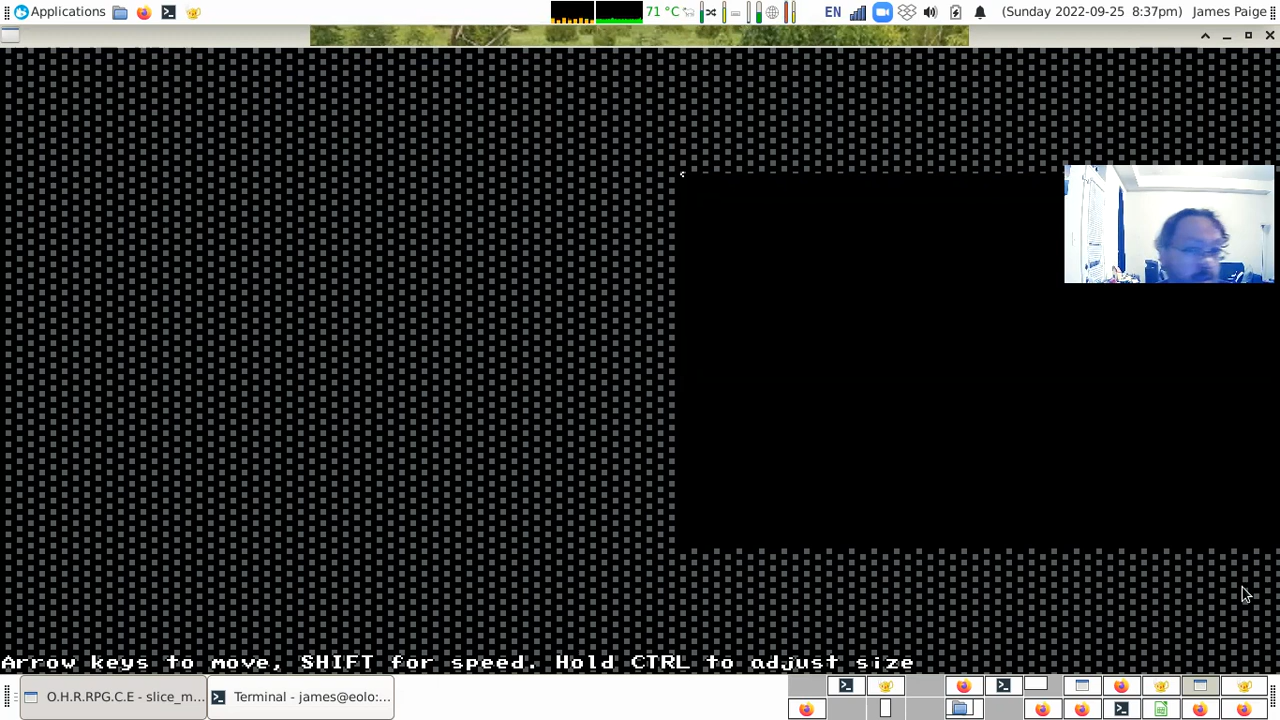 Applications 71 °C EN (Sunday 2022-09-25 8:37pm) James Paige
Arrow keys to move, SHIFT for speed. Hold CTRL to adjust size
O.H.R.RPG.C.E - slice_m... Terminal - james@eolo:...